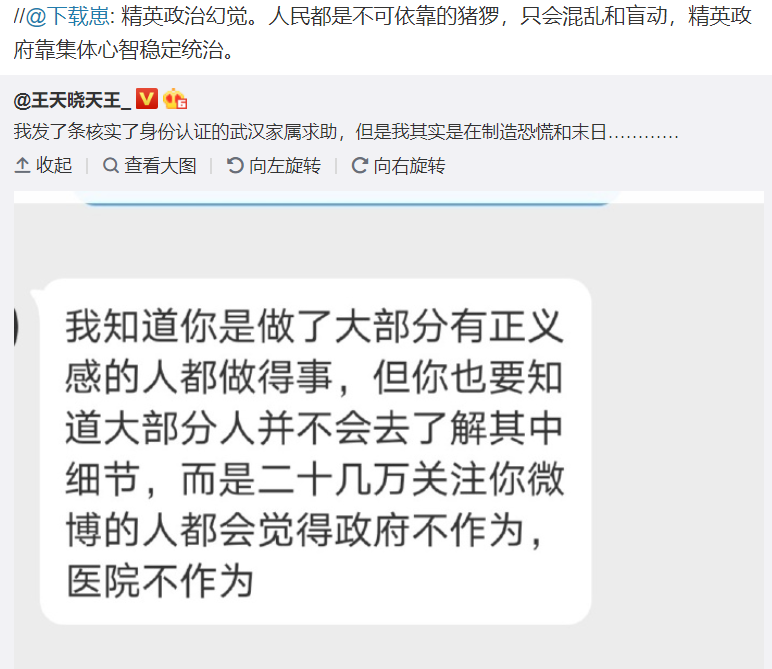 //@下载崽: 精英政治幻觉。人民都是不可依靠的猪猡，只会混乱和盲动，精英政
府靠集体心智稳定统治。
@王天晓天王_
我发了条核实了身份认证的武汉家属求助，但是我其实是在制造恐慌和末日…………
收起 | 查看大图 | 向左旋转 | 向右旋转
我知道你是做了大部分有正义
感的人都做得事，但你也要知
道大部分人并不会去了解其中
细节，而是二十几万关注你微
博的人都会觉得政府不作为，
医院不作为